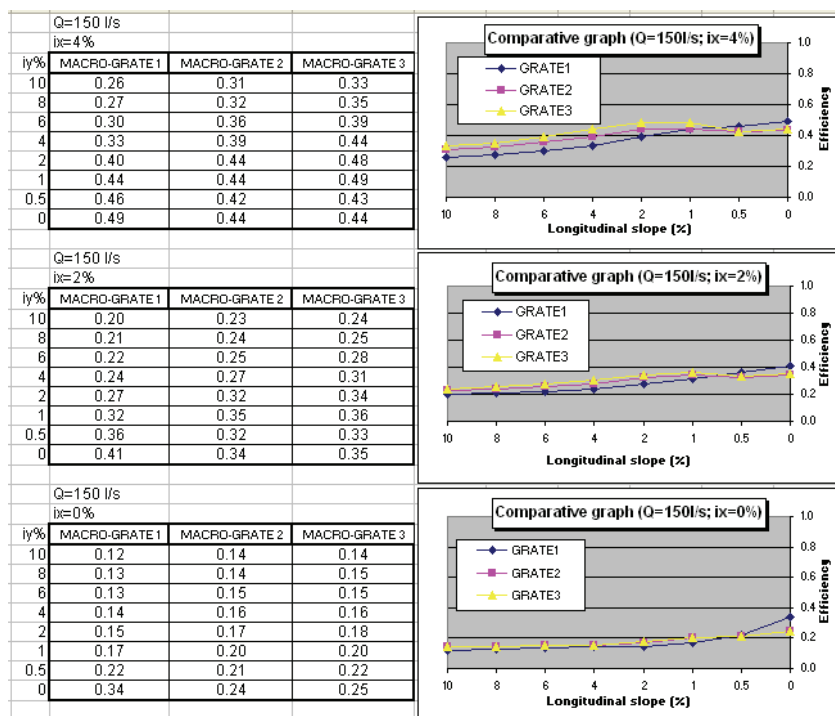 Q=150 l/s
ix=4%
iy% MACRO-GRATE 1 MACRO-GRATE 2 MACRO-GRATE 3
10 0.26 0.31 0.33
8 0.27 0.32 0.35
6 0.30 0.36 0.39
4 0.33 0.39 0.44
2 0.40 0.44 0.48
1 0.44 0.44 0.49
0.5 0.46 0.42 0.43
0 0.49 0.44 0.44
Comparative graph (Q=150l/s; ix=4%)
GRATE1
GRATE2
GRATE3
1.0
0.8
0.6
0.4
0.2
0.0
Efficiency
10 8 6 4 2 1 0.5 0
Longitudinal slope (%)
Q=150 l/s
ix=2%
iy% MACRO-GRATE 1 MACRO-GRATE 2 MACRO-GRATE 3
10 0.20 0.23 0.24
8 0.21 0.24 0.25
6 0.22 0.25 0.28
4 0.24 0.27 0.31
2 0.27 0.32 0.34
1 0.32 0.35 0.36
0.5 0.36 0.32 0.33
0 0.41 0.34 0.35
Comparative graph (Q=150l/s; ix=2%)
GRATE1
GRATE2
GRATE3
1.0
0.8
0.6
0.4
0.2
0.0
Efficiency
10 8 6 4 2 1 0.5 0
Longitudinal slope (%)
Q=150 l/s
ix=0%
iy% MACRO-GRATE 1 MACRO-GRATE 2 MACRO-GRATE 3
10 0.12 0.14 0.14
8 0.13 0.14 0.15
6 0.13 0.15 0.15
4 0.14 0.16 0.16
2 0.15 0.17 0.18
1 0.17 0.20 0.20
0.5 0.22 0.21 0.22
0 0.34 0.24 0.25
Comparative graph (Q=150l/s; ix=0%)
GRATE1
GRATE2
GRATE3
1.0
0.8
0.6
0.4
0.2
0.0
Efficiency
10 8 6 4 2 1 0.5 0
Longitudinal slope (%)